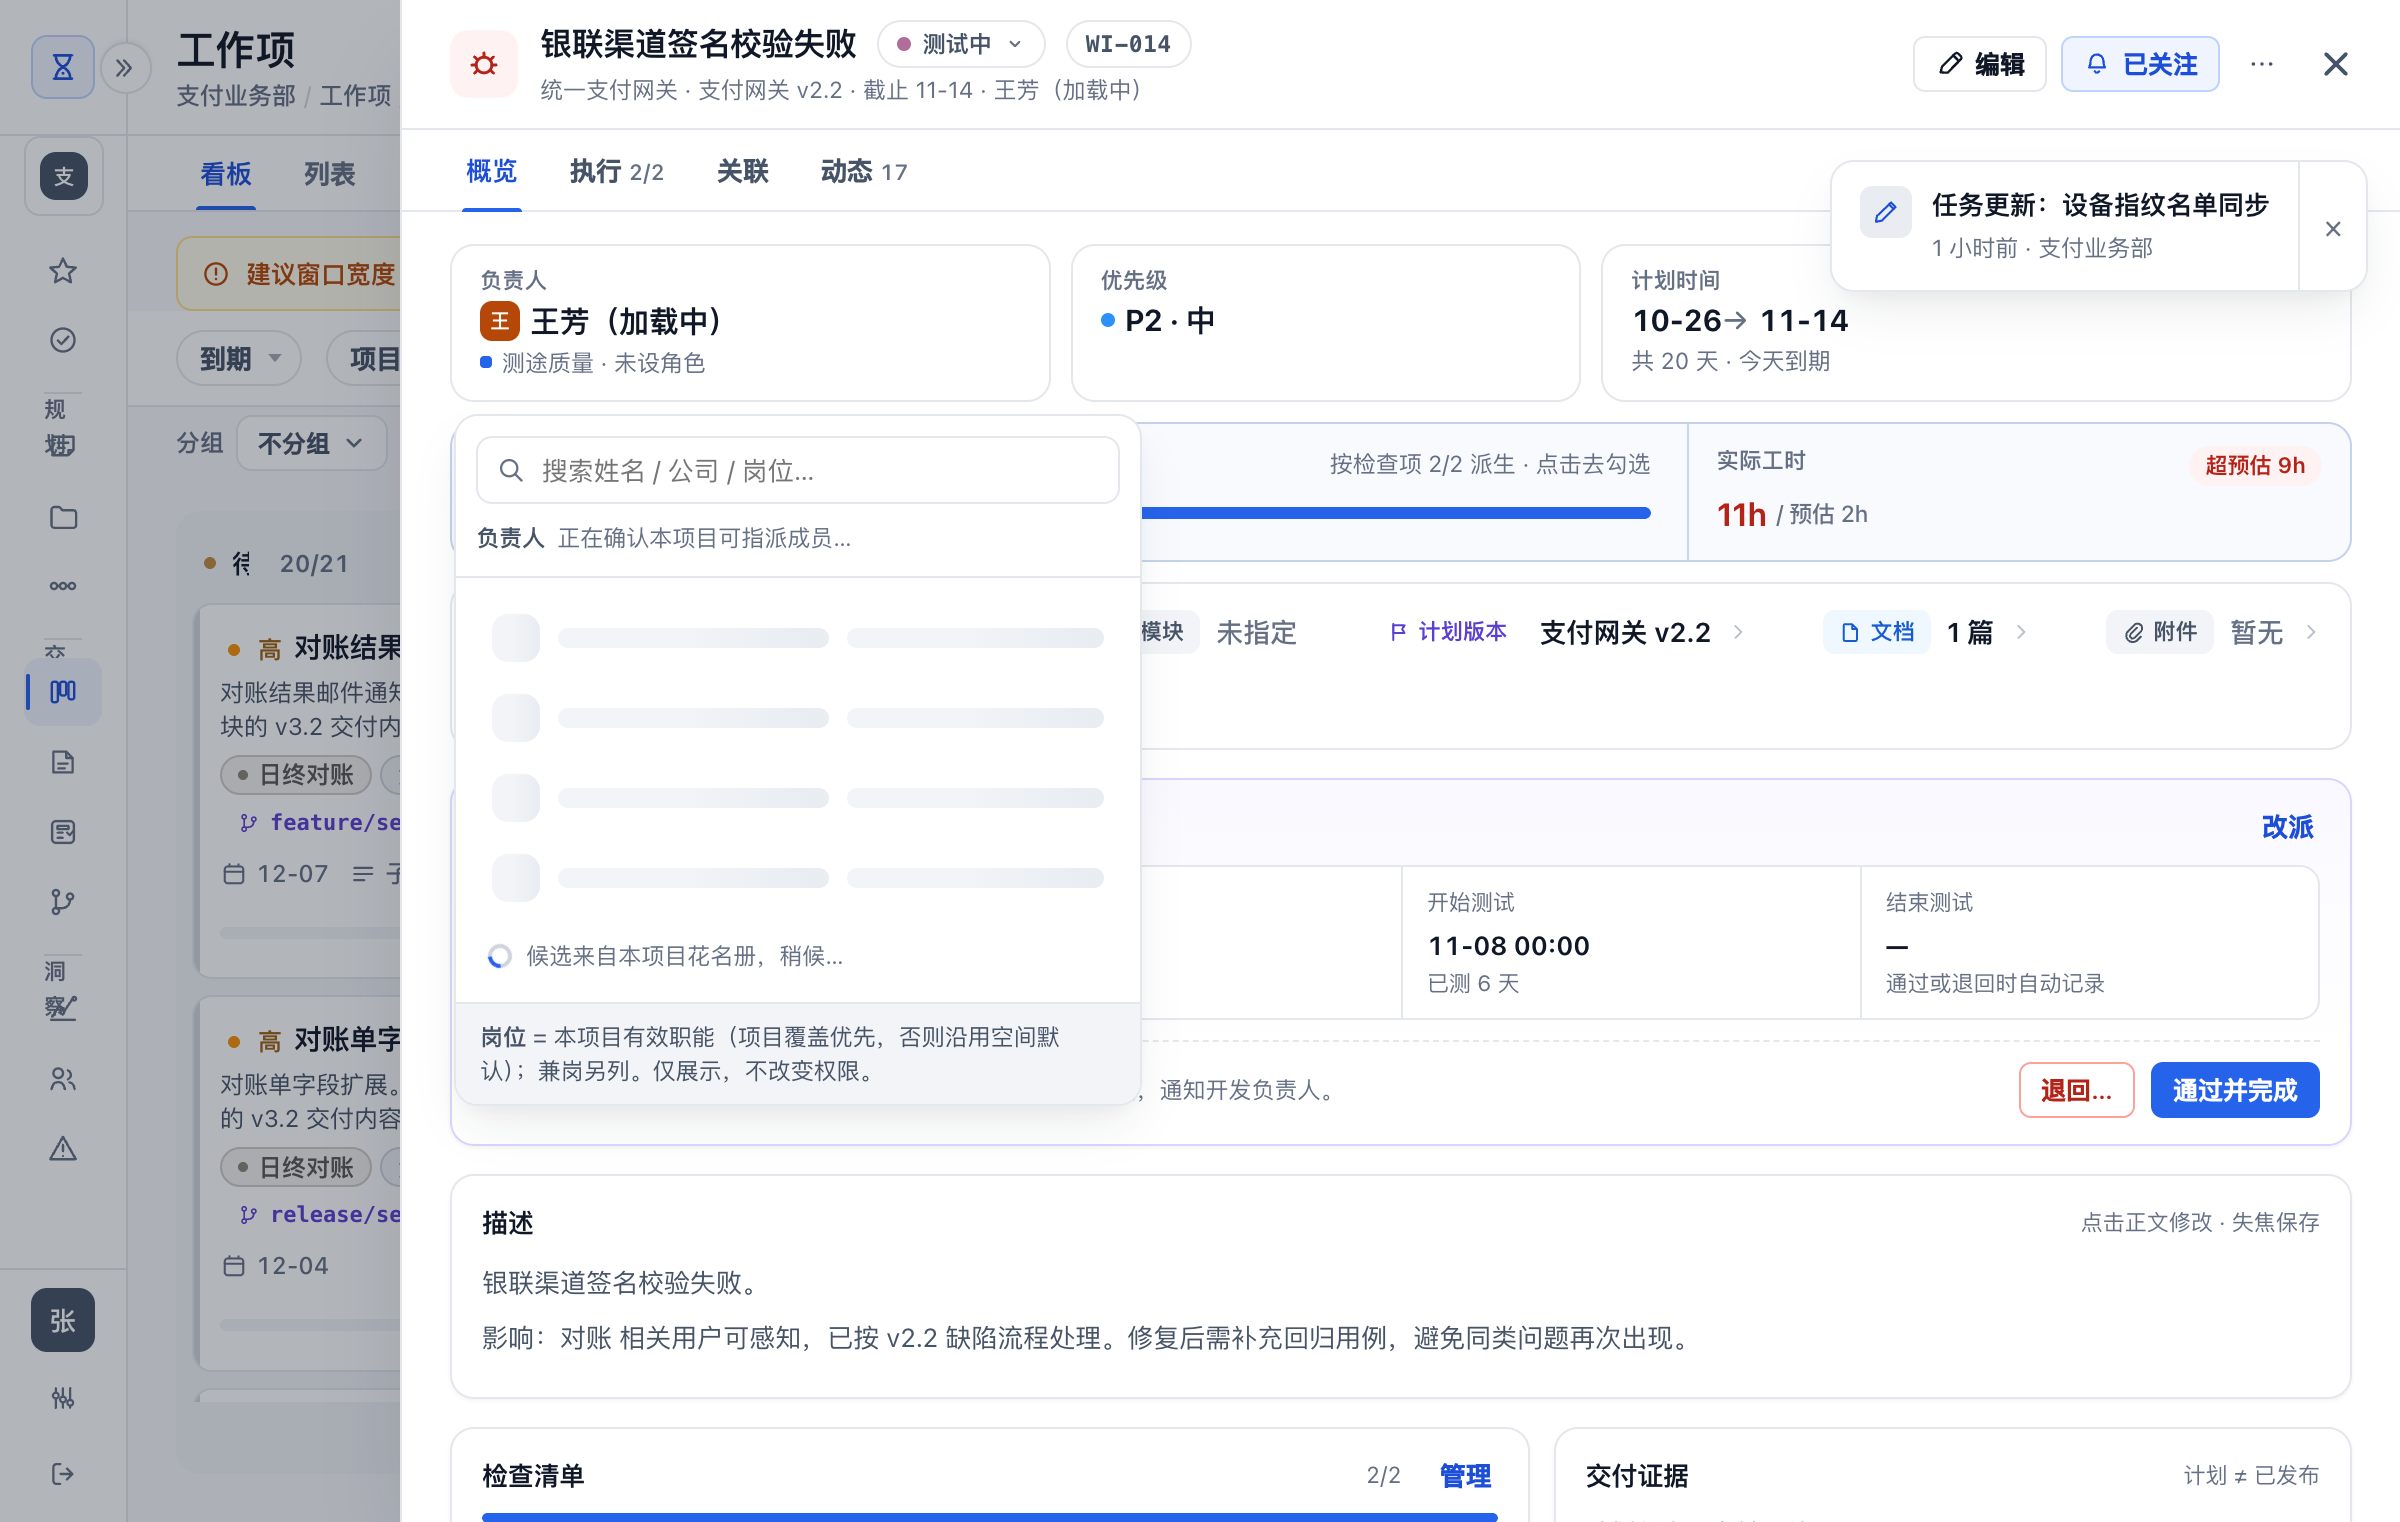 工作项
支付业务部 / 工作项
支
规
划
交
洞
察
张
看板
列表
建议窗口宽度
到期
项目
分组
不分组
20/21
高 对账结果
对账结果邮件通知
块的 v3.2 交付内
日终对账
feature/se
12-07
高 对账单字
对账单字段扩展。
的 v3.2 交付内容
日终对账
release/se
12-04
银联渠道签名校验失败
测试中
WI-014
统一支付网关 · 支付网关 v2.2 · 截止 11-14 · 王芳（加载中）
编辑
已关注
概览
执行 2/2
关联
动态 17
任务更新：设备指纹名单同步
1 小时前 · 支付业务部
负责人
王 王芳（加载中）
测途质量 · 未设角色
优先级
P2 · 中
计划时间
10-26→ 11-14
共 20 天 · 今天到期
搜索姓名 / 公司 / 岗位...
负责人 正在确认本项目可指派成员...
候选来自本项目花名册，稍候...
岗位 = 本项目有效职能（项目覆盖优先，否则沿用空间默
认）；兼岗另列。仅展示，不改变权限。
按检查项 2/2 派生 · 点击去勾选
实际工时
超预估 9h
11h / 预估 2h
模块 未指定
计划版本 支付网关 v2.2
文档 1 篇
附件 暂无
改派
开始测试
11-08 00:00
已测 6 天
结束测试
—
通过或退回时自动记录
，通知开发负责人。
退回...
通过并完成
描述
点击正文修改 · 失焦保存
银联渠道签名校验失败。
影响：对账 相关用户可感知，已按 v2.2 缺陷流程处理。修复后需补充回归用例，避免同类问题再次出现。
检查清单
2/2
管理
交付证据
计划 ≠ 已发布